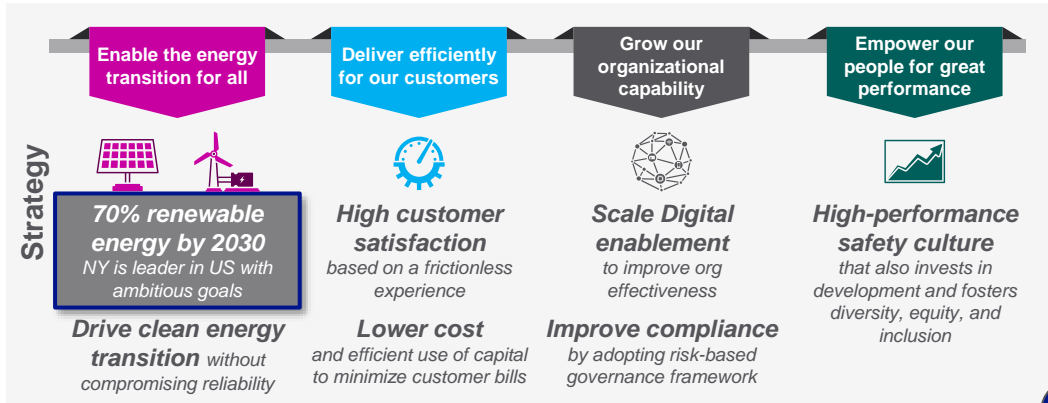 Enable the energy
transition for all
Deliver efficiently
for our customers
Grow our
organizational
capability
Empower our
people for great
performance
Strategy
70% renewable
energy by 2030
NY is leader in US with
ambitious goals
Drive clean energy
transition without
compromising reliability
High customer
satisfaction
based on a frictionless
experience
Lower cost
and efficient use of capital
to minimize customer bills
Scale Digital
enablement
to improve org
effectiveness
Improve compliance
by adopting risk-based
governance framework
High-performance
safety culture
that also invests in
development and fosters
diversity, equity, and
inclusion